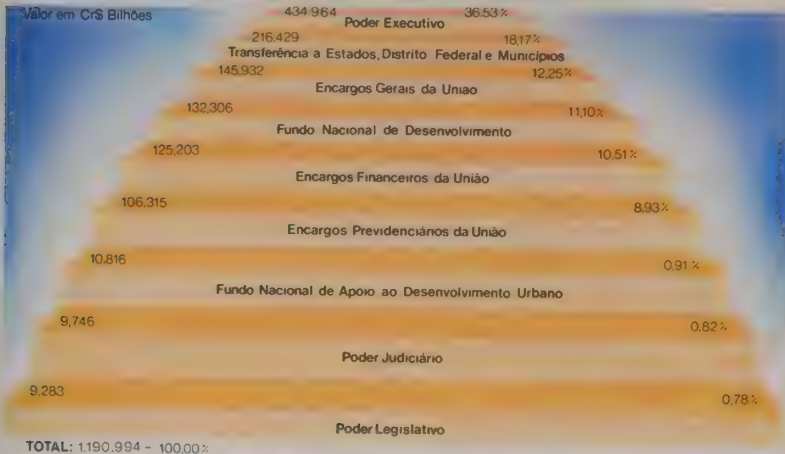 Valor em Cr$ Bilhões
434.964 36.53%
Poder Executivo
216.429 18,17%
Transferência a Estados, Distrito Federal e Municípios
145,932 12,25%
Encargos Gerais da União
132,306 11,10%
Fundo Nacional de Desenvolvimento
125,203 10.51%
Encargos Financeiros da União
106,315 8,93%
Encargos Previdenciários da União
10,816 0,91%
Fundo Nacional de Apoio ao Desenvolvimento Urbano
9,746 0,82%
Poder Judiciário
9,283 0,78%
Poder Legislativo
TOTAL: 1.190.994 - 100,00%